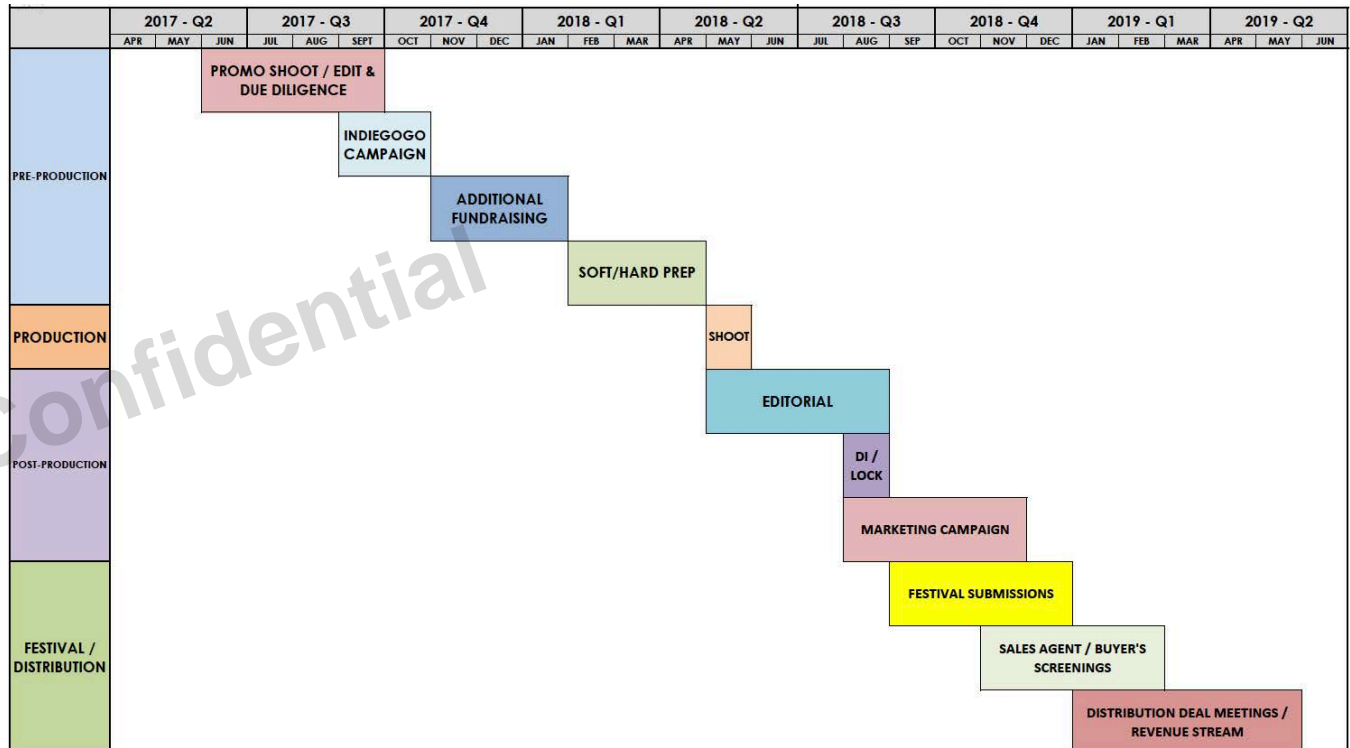 2017 - Q2 2017 - Q3 2017 - Q4 2018 - Q1 2018 - Q2 2018 - Q3 2018 - Q4 2019 - Q1 2019 - Q2
APR MAY JUN JUL AUG SEPT OCT NOV DEC JAN FEB MAR APR MAY JUN JUL AUG SEP OCT NOV DEC JAN FEB MAR APR MAY JUN
PRE-PRODUCTION
PROMO SHOOT / EDIT &
DUE DILIGENCE
INDIEGOGO
CAMPAIGN
ADDITIONAL
FUNDRAISING
SOFT/HARD PREP
PRODUCTION
SHOOT
POST-PRODUCTION
EDITORIAL
DI /
LOCK
MARKETING CAMPAIGN
FESTIVAL /
DISTRIBUTION
FESTIVAL SUBMISSIONS
SALES AGENT / BUYER'S
SCREENINGS
DISTRIBUTION DEAL MEETINGS /
REVENUE STREAM
Confidential